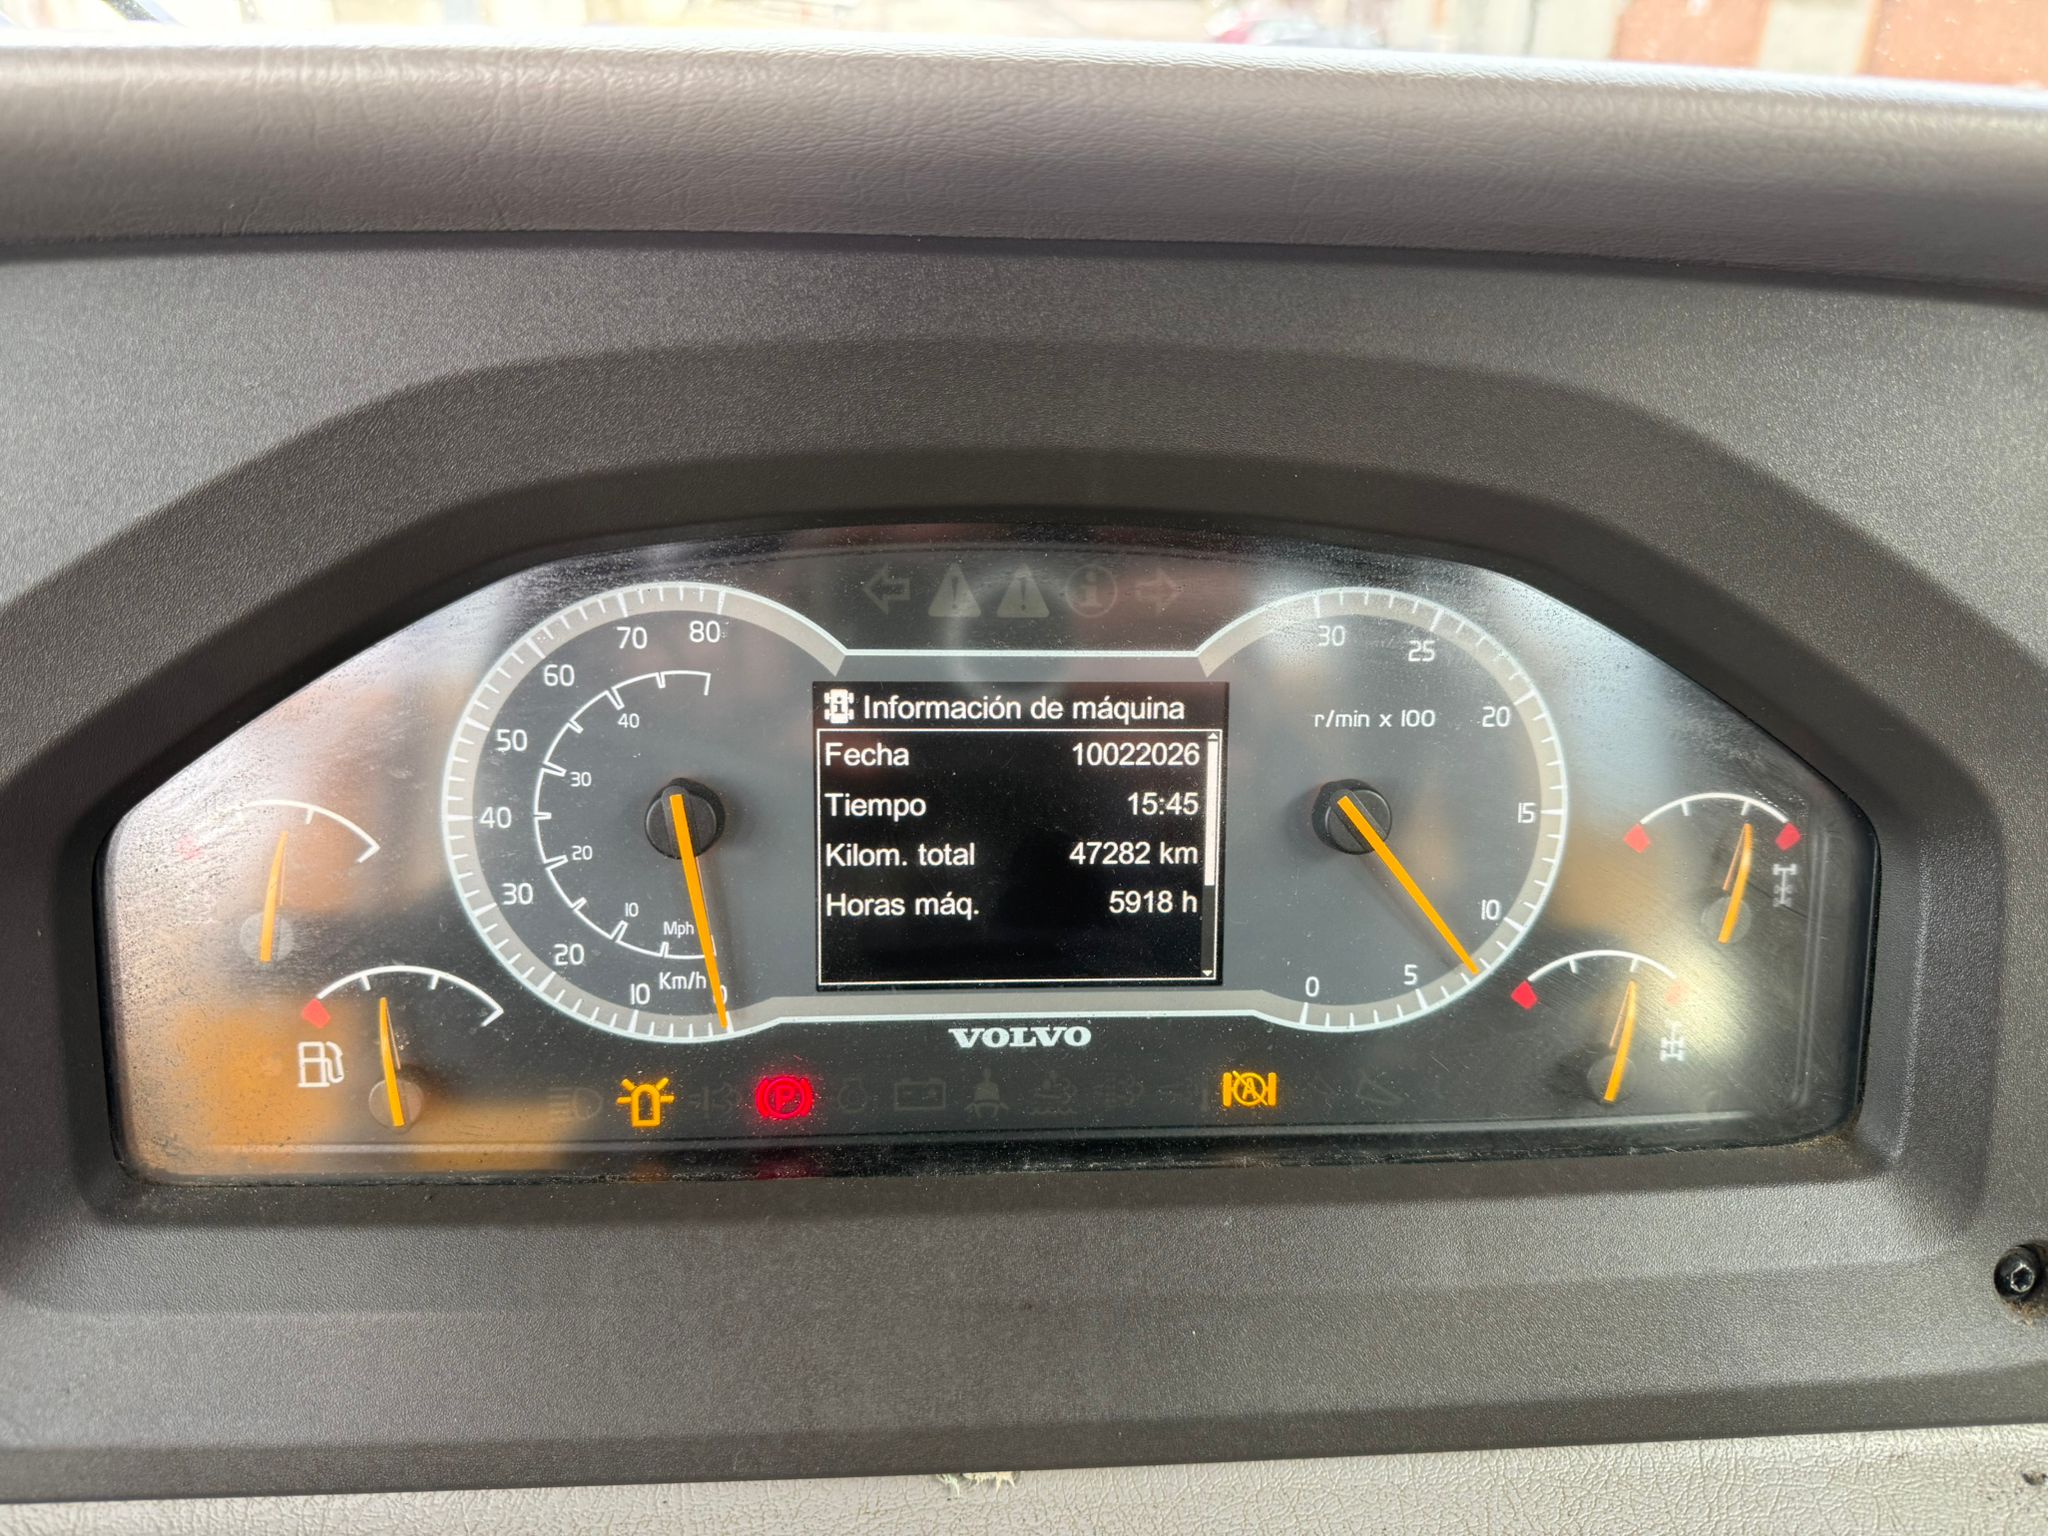 70 80
60
50
40
30
20
10
40
30
20
10
Mph
Km/h
Información de máquina
Fecha 10022026
Tiempo 15:45
Kilom. total 47282 km
Horas máq. 5918 h
30
25
r/min x 100
20
15
10
5
0
VOLVO
P
A